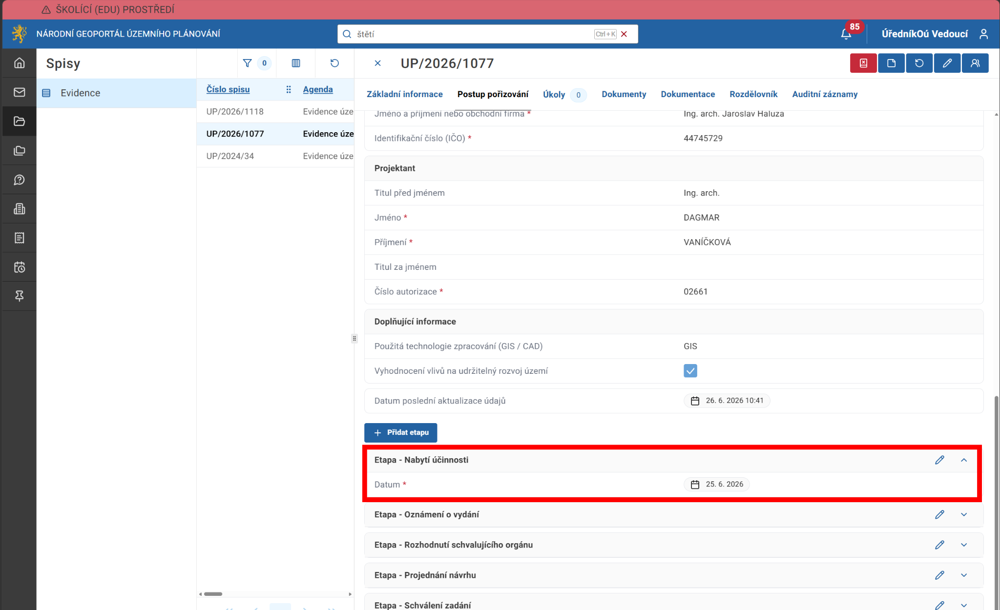 ŠKOLÍCÍ (EDU) PROSTŘEDÍ
NÁRODNÍ GEOPORTÁL ÚZEMNÍHO PLÁNOVÁNÍ
štětí
Ctrl+K
85
ÚředníkOú Vedoucí
Spisy
0
UP/2026/1077
Evidence
Číslo spisu
Agenda
UP/2026/1118
Evidence úze
UP/2026/1077
Evidence úze
UP/2024/34
Evidence úze
Základní informace
Postup pořizování
Úkoly 0
Dokumenty
Dokumentace
Rozdělovník
Auditní záznamy
Jméno a příjmení nebo obchodní firma *
Ing. arch. Jaroslav Haluza
Identifikační číslo (IČO) *
44745729
Projektant
Titul před jménem
Ing. arch.
Jméno *
DAGMAR
Příjmení *
VANÍČKOVÁ
Titul za jménem
Číslo autorizace *
02661
Doplňující informace
Použitá technologie zpracování (GIS / CAD)
GIS
Vyhodnocení vlivů na udržitelný rozvoj území
Datum poslední aktualizace údajů
26. 6. 2026 10:41
Přidat etapu
Etapa - Nabytí účinnosti
Datum *
25. 6. 2026
Etapa - Oznámení o vydání
Etapa - Rozhodnutí schvalujícího orgánu
Etapa - Projednání návrhu
Etapa - Schválení zadání